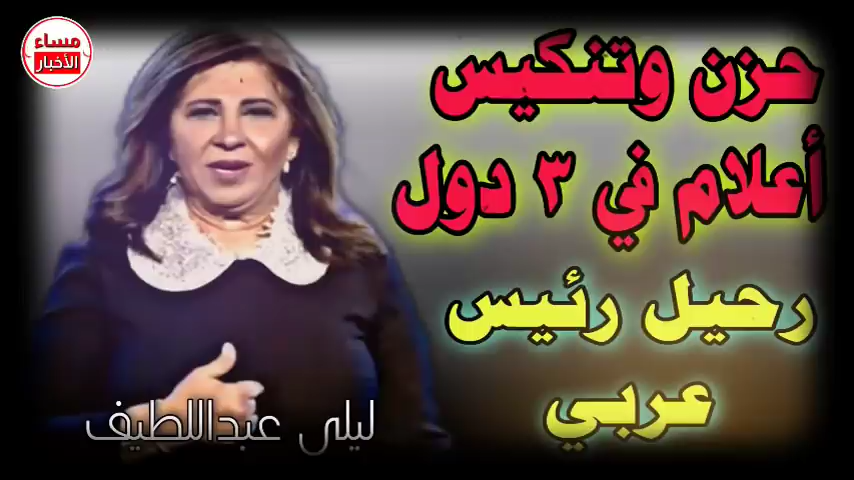 مساء
الأخبار
حزن وتنكيس
أعلام في ٣ دول
رحيل رئيس
عربي
ليلى عبداللطيف